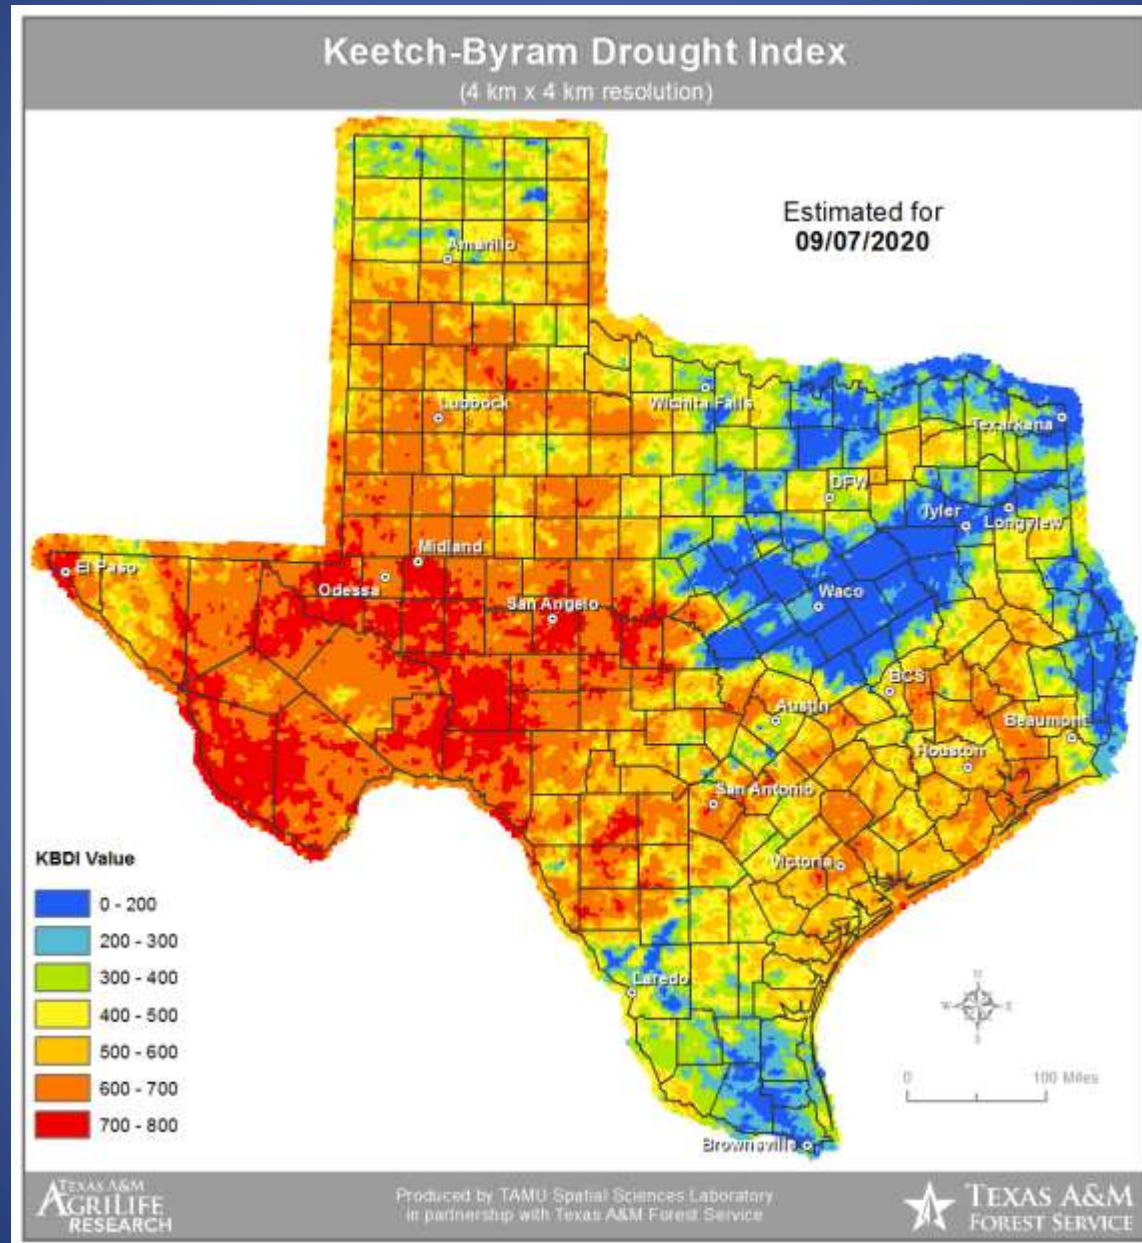 Keetch-Byram Drought Index
(4 km x 4 km resolution)
Estimated for
09/07/2020
Amarillo
Lubbock
Wichita Falls
Texarkana
DFW
Tyler
Longview
Midland
El Paso
Odessa
San Angelo
Waco
BCS
Austin
Beaumont
Houston
San Antonio
Victoria
Laredo
Brownsville
KBDI Value
0 - 200
200 - 300
300 - 400
400 - 500
500 - 600
600 - 700
700 - 800
N
W E
S
0 100 Miles
TEXAS A&M
AGRILIFE
RESEARCH
Produced by TAMU Spatial Sciences Laboratory
in partnership with Texas A&M Forest Service
TEXAS A&M
FOREST SERVICE